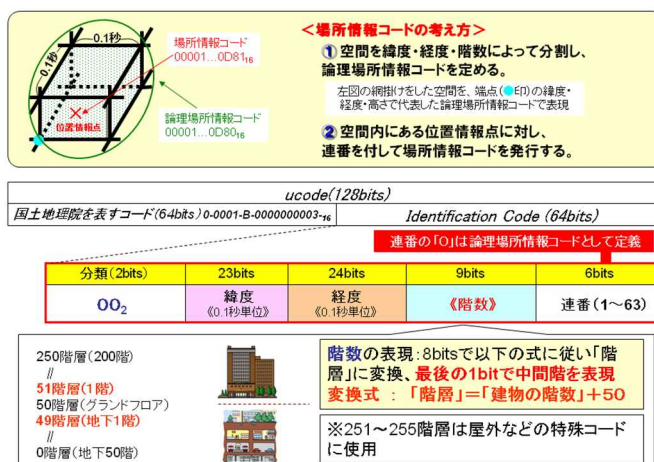 ＜場所情報コードの考え方＞
0.1秒
0.1秒
場所情報コード
00001...0D81₁₆
位置情報点
論理場所情報コード
00001...0D80₁₆
① 空間を緯度・経度・階数によって分割し、
論理場所情報コードを定める。
左図の網掛けをした空間を、端点(●印)の緯度・
経度・高さで代表した論理場所情報コードで表現
② 空間内にある位置情報点に対し、
連番を付して場所情報コードを発行する。
ucode(128bits)
国土地理院を表すコード(64bits) 0-0001-B-0000000003-₁₆
Identification Code (64bits)
連番の「0」は論理場所情報コードとして定義
分類(2bits) 23bits 24bits 9bits 6bits
00₂ 緯度 経度 《階数》 連番(1～63)
《0.1秒単位》 《0.1秒単位》
250階層(200階)
〃
51階層(1階)
50階層(グランドフロア)
49階層(地下1階)
〃
0階層(地下50階)
階数の表現:8bitsで以下の式に従い「階
層」に変換、最後の1bitで中間階を表現
変換式 : 「階層」=「建物の階数」+50
※251～255階層は屋外などの特殊コード
に使用